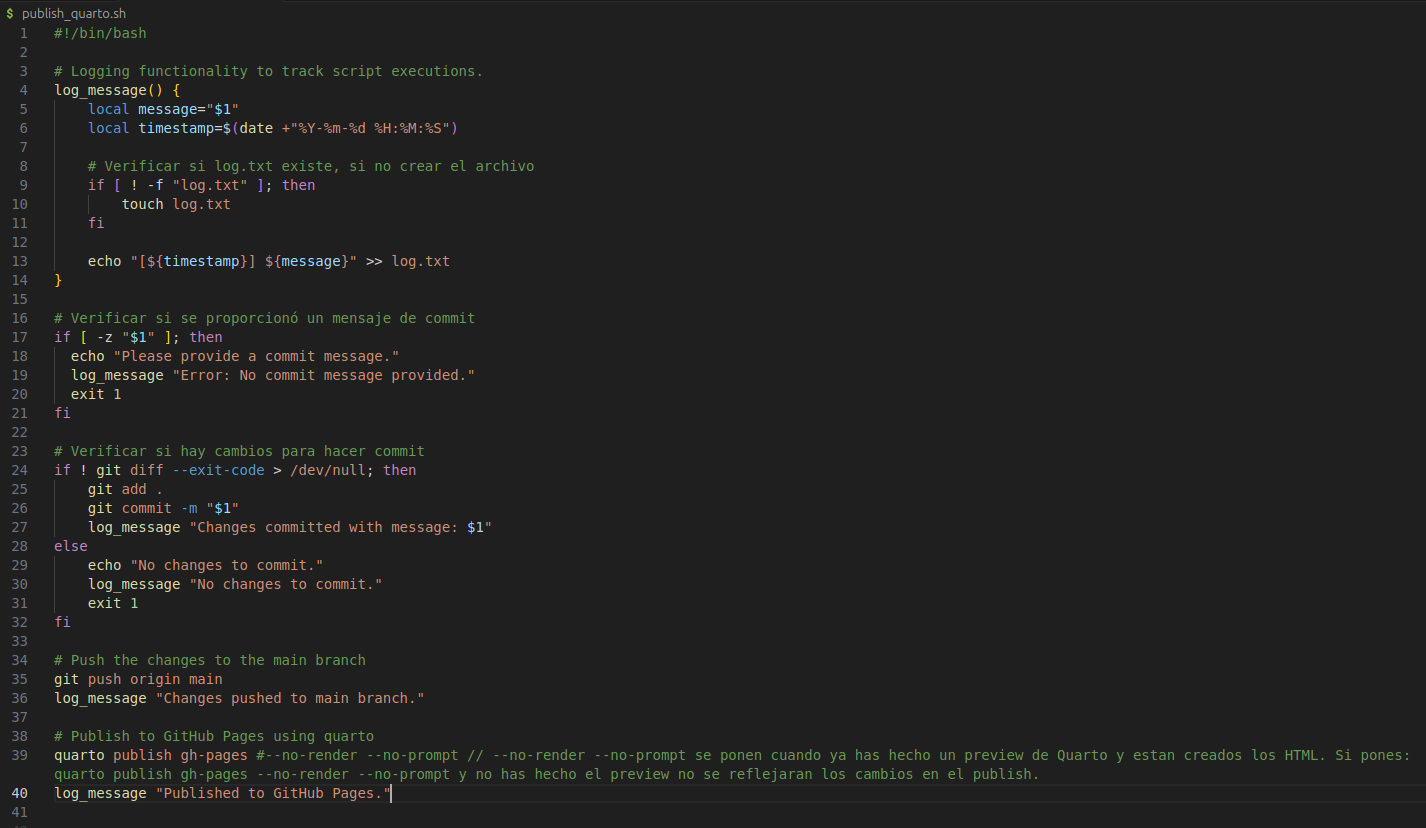 $ publish_quarto.sh
1 #!/bin/bash
2
3 # Logging functionality to track script executions.
4 log_message() {
5     local message="$1"
6     local timestamp=$(date +"%Y-%m-%d %H:%M:%S")
7
8     # Verificar si log.txt existe, si no crear el archivo
9     if [ ! -f "log.txt" ]; then
10         touch log.txt
11     fi
12
13     echo "[${timestamp}] ${message}" >> log.txt
14 }
15
16 # Verificar si se proporcionó un mensaje de commit
17 if [ -z "$1" ]; then
18   echo "Please provide a commit message."
19   log_message "Error: No commit message provided."
20   exit 1
21 fi
22
23 # Verificar si hay cambios para hacer commit
24 if ! git diff --exit-code > /dev/null; then
25     git add .
26     git commit -m "$1"
27     log_message "Changes committed with message: $1"
28 else
29     echo "No changes to commit."
30     log_message "No changes to commit."
31     exit 1
32 fi
33
34 # Push the changes to the main branch
35 git push origin main
36 log_message "Changes pushed to main branch."
37
38 # Publish to GitHub Pages using quarto
39 quarto publish gh-pages #--no-render --no-prompt // --no-render --no-prompt se ponen cuando ya has hecho un preview de Quarto y estan creados los HTML. Si pones:
quarto publish gh-pages --no-render --no-prompt y no has hecho el preview no se reflejaran los cambios en el publish.
40 log_message "Published to GitHub Pages."
41